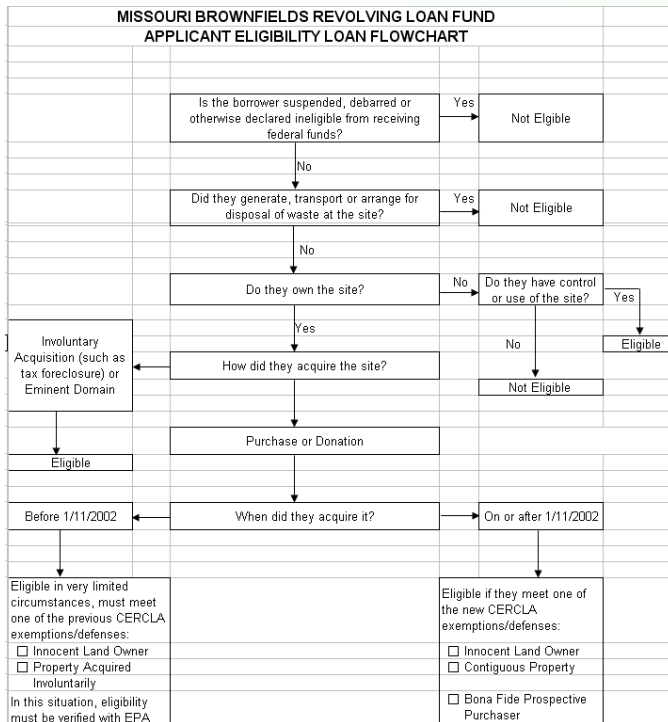 MISSOURI BROWNFIELDS REVOLVING LOAN FUND
APPLICANT ELIGIBILITY LOAN FLOWCHART
Is the borrower suspended, debarred or
otherwise declared ineligible from receiving
federal funds?
Yes
Not Elgible
No
Did they generate, transport or arrange for
disposal of waste at the site?
Yes
Not Eligible
No
Do they own the site?
No
Do they have control
or use of the site?
Yes
Eligible
No
Not Eligible
Yes
How did they acquire the site?
Involuntary
Acquisition (such as
tax foreclosure) or
Eminent Domain
Eligible
Purchase or Donation
When did they acquire it?
Before 1/11/2002
On or after 1/11/2002
Eligible in very limited
circumstances, must meet
one of the previous CERCLA
exemptions/defenses:
☐ Innocent Land Owner
☐ Property Acquired
Involuntarily
In this situation, eligibility
must be verified with EPA
Eligible if they meet one of
the new CERCLA
exemptions/defenses:
☐ Innocent Land Owner
☐ Contiguous Property
☐ Bona Fide Prospective
Purchaser